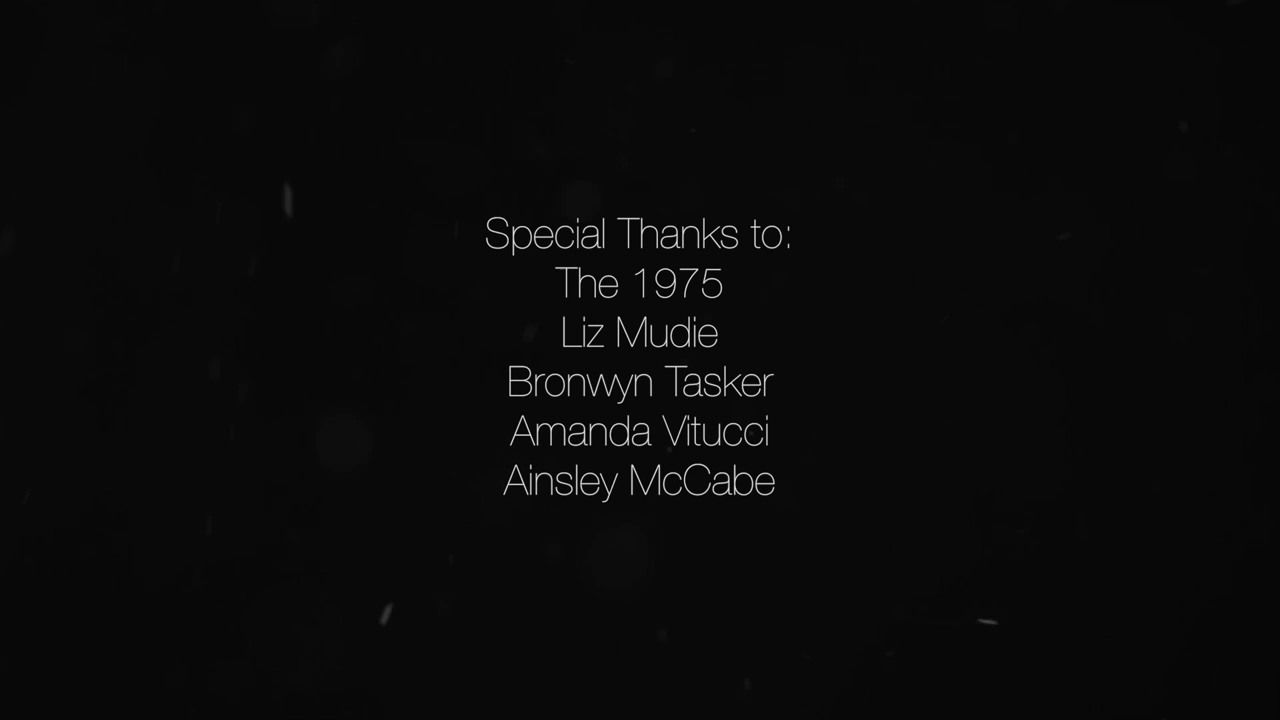 Special Thanks to:
The 1975
Liz Mudie
Bronwyn Tasker
Amanda Vitucci
Ainsley McCabe